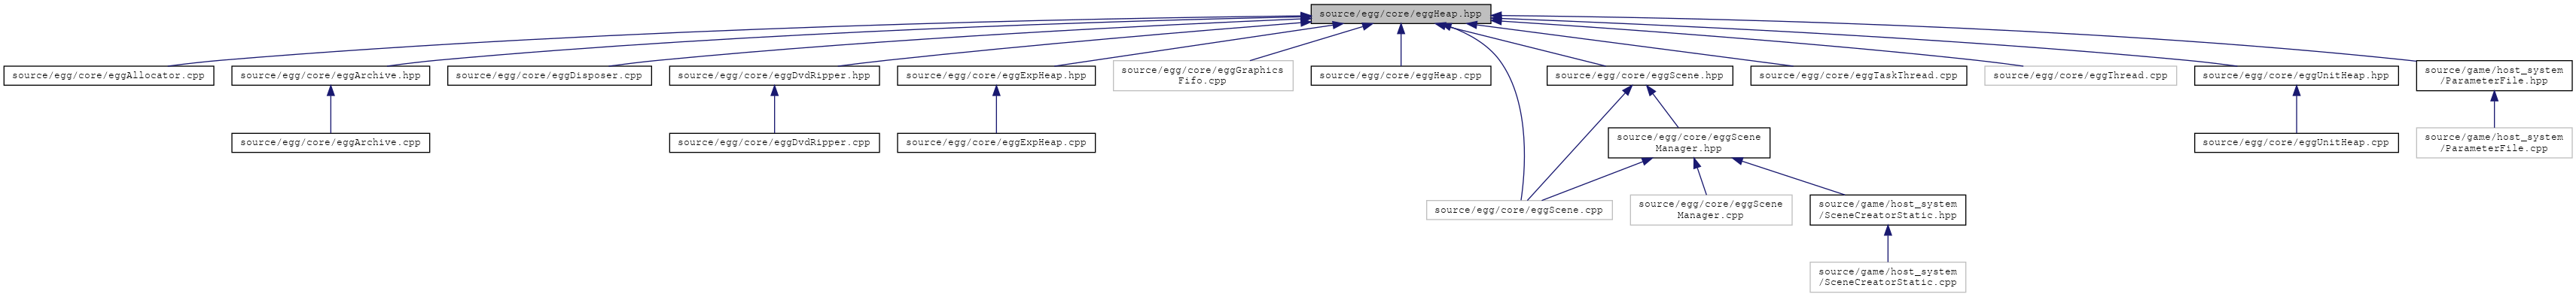 source/egg/core/eggHeap.hpp
source/egg/core/eggAllocator.cpp
source/egg/core/eggArchive.hpp
source/egg/core/eggDisposer.cpp
source/egg/core/eggDvdRipper.hpp
source/egg/core/eggExpHeap.hpp
source/egg/core/eggGraphics
Fifo.cpp
source/egg/core/eggHeap.cpp
source/egg/core/eggScene.hpp
source/egg/core/eggTaskThread.cpp
source/egg/core/eggThread.cpp
source/egg/core/eggUnitHeap.hpp
source/game/host_system
/ParameterFile.hpp
source/egg/core/eggArchive.cpp
source/egg/core/eggDvdRipper.cpp
source/egg/core/eggExpHeap.cpp
source/egg/core/eggScene
Manager.hpp
source/egg/core/eggUnitHeap.cpp
source/game/host_system
/ParameterFile.cpp
source/egg/core/eggScene.cpp
source/egg/core/eggScene
Manager.cpp
source/game/host_system
/SceneCreatorStatic.hpp
source/game/host_system
/SceneCreatorStatic.cpp